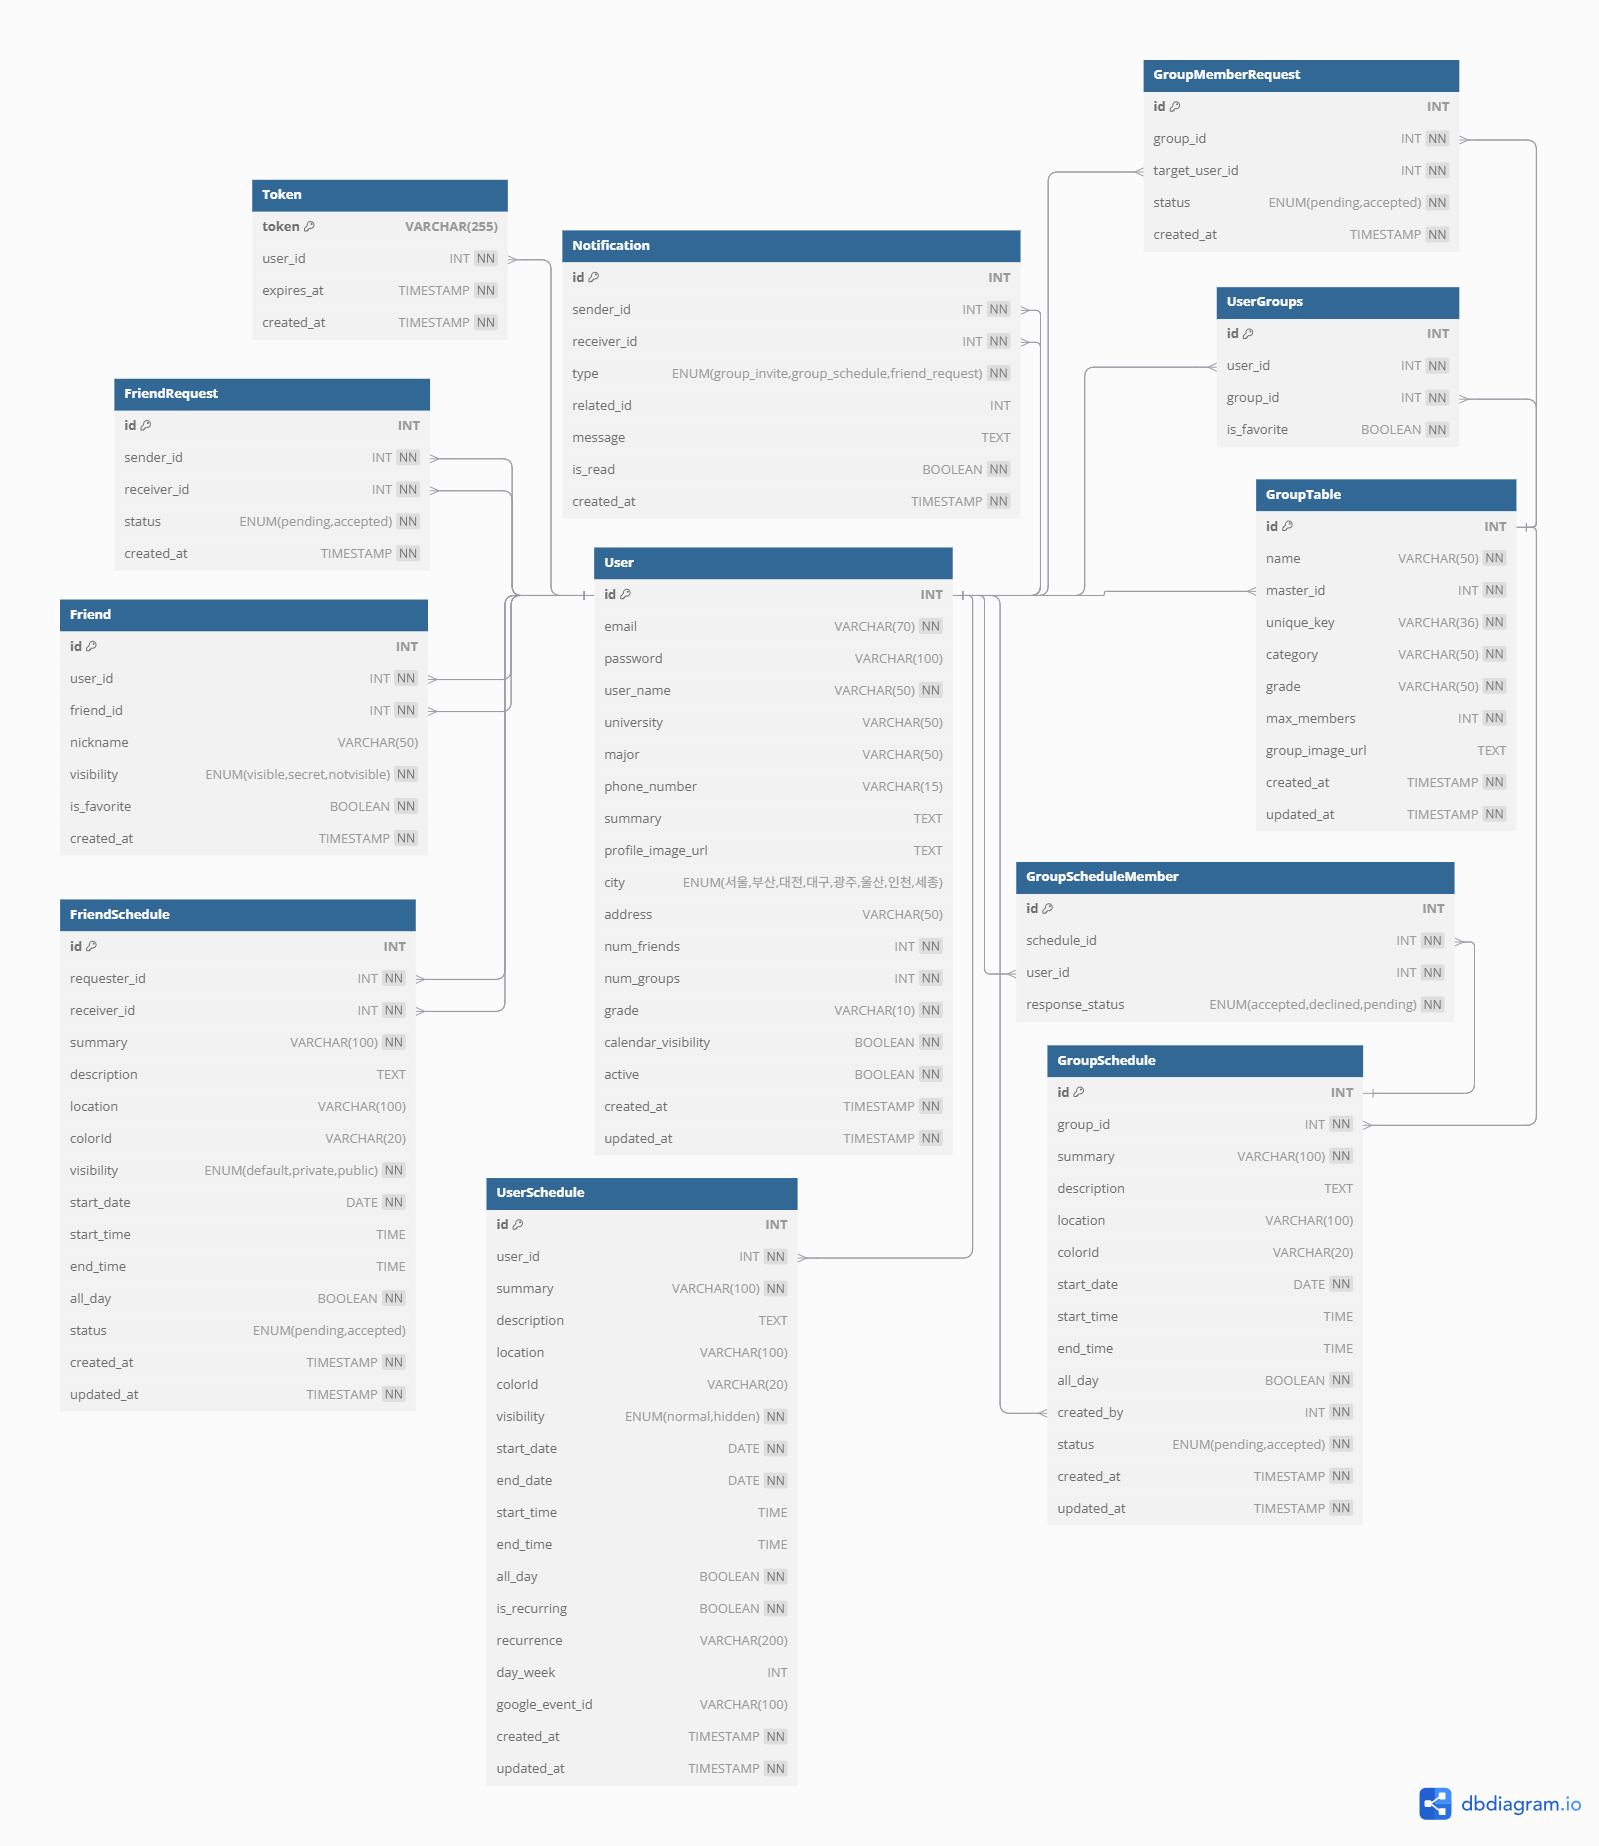 GroupMemberRequest
id INT
group_id INT NN
target_user_id INT NN
status ENUM(pending,accepted) NN
created_at TIMESTAMP NN
Token
token VARCHAR(255)
user_id INT NN
expires_at TIMESTAMP NN
created_at TIMESTAMP NN
Notification
id INT
sender_id INT NN
receiver_id INT NN
type ENUM(group_invite,group_schedule,friend_request) NN
related_id INT
message TEXT
is_read BOOLEAN NN
created_at TIMESTAMP NN
UserGroups
id INT
user_id INT NN
group_id INT NN
is_favorite BOOLEAN NN
FriendRequest
id INT
sender_id INT NN
receiver_id INT NN
status ENUM(pending,accepted) NN
created_at TIMESTAMP NN
GroupTable
id INT
name VARCHAR(50) NN
master_id INT NN
unique_key VARCHAR(36) NN
category VARCHAR(50) NN
grade VARCHAR(50) NN
max_members INT NN
group_image_url TEXT
created_at TIMESTAMP NN
updated_at TIMESTAMP NN
User
id INT
email VARCHAR(70) NN
password VARCHAR(100)
user_name VARCHAR(50) NN
university VARCHAR(50)
major VARCHAR(50)
phone_number VARCHAR(15)
summary TEXT
profile_image_url TEXT
city ENUM(서울,부산,대전,대구,광주,울산,인천,세종)
address VARCHAR(50)
num_friends INT NN
num_groups INT NN
grade VARCHAR(10) NN
calendar_visibility BOOLEAN NN
active BOOLEAN NN
created_at TIMESTAMP NN
updated_at TIMESTAMP NN
Friend
id INT
user_id INT NN
friend_id INT NN
nickname VARCHAR(50)
visibility ENUM(visible,secret,notvisible) NN
is_favorite BOOLEAN NN
created_at TIMESTAMP NN
GroupScheduleMember
id INT
schedule_id INT NN
user_id INT NN
response_status ENUM(accepted,declined,pending) NN
FriendSchedule
id INT
requester_id INT NN
receiver_id INT NN
summary VARCHAR(100) NN
description TEXT
location VARCHAR(100)
colorId VARCHAR(20)
visibility ENUM(default,private,public) NN
start_date DATE NN
start_time TIME
end_time TIME
all_day BOOLEAN NN
status ENUM(pending,accepted)
created_at TIMESTAMP NN
updated_at TIMESTAMP NN
GroupSchedule
id INT
group_id INT NN
summary VARCHAR(100) NN
description TEXT
location VARCHAR(100)
colorId VARCHAR(20)
start_date DATE NN
start_time TIME
end_time TIME
all_day BOOLEAN NN
created_by INT NN
status ENUM(pending,accepted) NN
created_at TIMESTAMP NN
updated_at TIMESTAMP NN
UserSchedule
id INT
user_id INT NN
summary VARCHAR(100) NN
description TEXT
location VARCHAR(100)
colorId VARCHAR(20)
visibility ENUM(normal,hidden) NN
start_date DATE NN
end_date DATE NN
start_time TIME
end_time TIME
all_day BOOLEAN NN
is_recurring BOOLEAN NN
recurrence VARCHAR(200)
day_week INT
google_event_id VARCHAR(100)
created_at TIMESTAMP NN
updated_at TIMESTAMP NN
dbdiagram.io